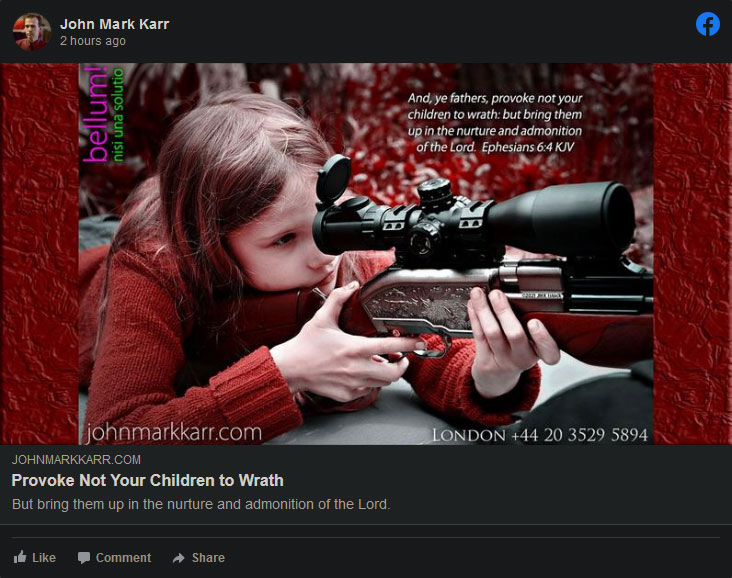 John Mark Karr
2 hours ago
bellum!
nisi una solutio
And, ye fathers, provoke not your
children to wrath: but bring them
up in the nurture and admonition
of the Lord. Ephesians 6:4 KJV
johnmarkkarr.com
LONDON +44 20 3529 5894
JOHNMARKKARR.COM
Provoke Not Your Children to Wrath
But bring them up in the nurture and admonition of the Lord.
Like
Comment
Share